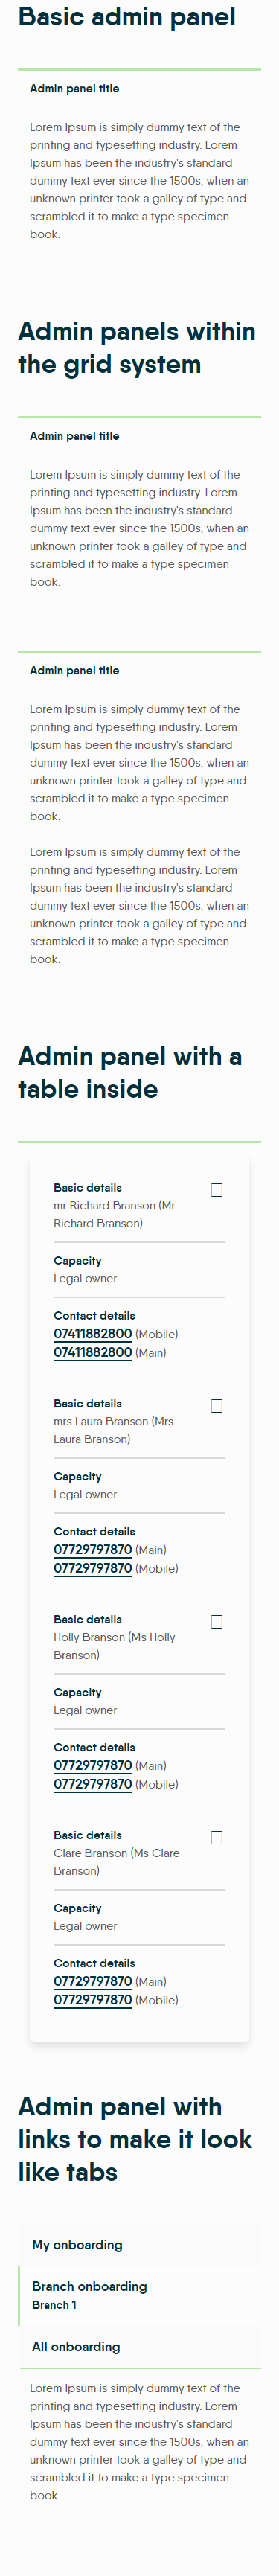 Basic admin panel
Admin panel title
Lorem Ipsum is simply dummy text of the
printing and typesetting industry. Lorem
Ipsum has been the industry's standard
dummy text ever since the 1500s, when an
unknown printer took a galley of type and
scrambled it to make a type specimen
book.
Admin panels within
the grid system
Admin panel title
Lorem Ipsum is simply dummy text of the
printing and typesetting industry. Lorem
Ipsum has been the industry's standard
dummy text ever since the 1500s, when an
unknown printer took a galley of type and
scrambled it to make a type specimen
book.
Admin panel title
Lorem Ipsum is simply dummy text of the
printing and typesetting industry. Lorem
Ipsum has been the industry's standard
dummy text ever since the 1500s, when an
unknown printer took a galley of type and
scrambled it to make a type specimen
book.
Lorem Ipsum is simply dummy text of the
printing and typesetting industry. Lorem
Ipsum has been the industry's standard
dummy text ever since the 1500s, when an
unknown printer took a galley of type and
scrambled it to make a type specimen
book.
Admin panel with a
table inside
Basic details
mr Richard Branson (Mr
Richard Branson)
Capacity
Legal owner
Contact details
07411882800 (Mobile)
07411882800 (Main)
Basic details
mrs Laura Branson (Mrs
Laura Branson)
Capacity
Legal owner
Contact details
07729797870 (Main)
07729797870 (Mobile)
Basic details
Holly Branson (Ms Holly
Branson)
Capacity
Legal owner
Contact details
07729797870 (Main)
07729797870 (Mobile)
Basic details
Clare Branson (Ms Clare
Branson)
Capacity
Legal owner
Contact details
07729797870 (Main)
07729797870 (Mobile)
Admin panel with
links to make it look
like tabs
My onboarding
Branch onboarding
Branch 1
All onboarding
Lorem Ipsum is simply dummy text of the
printing and typesetting industry. Lorem
Ipsum has been the industry's standard
dummy text ever since the 1500s, when an
unknown printer took a galley of type and
scrambled it to make a type specimen
book.